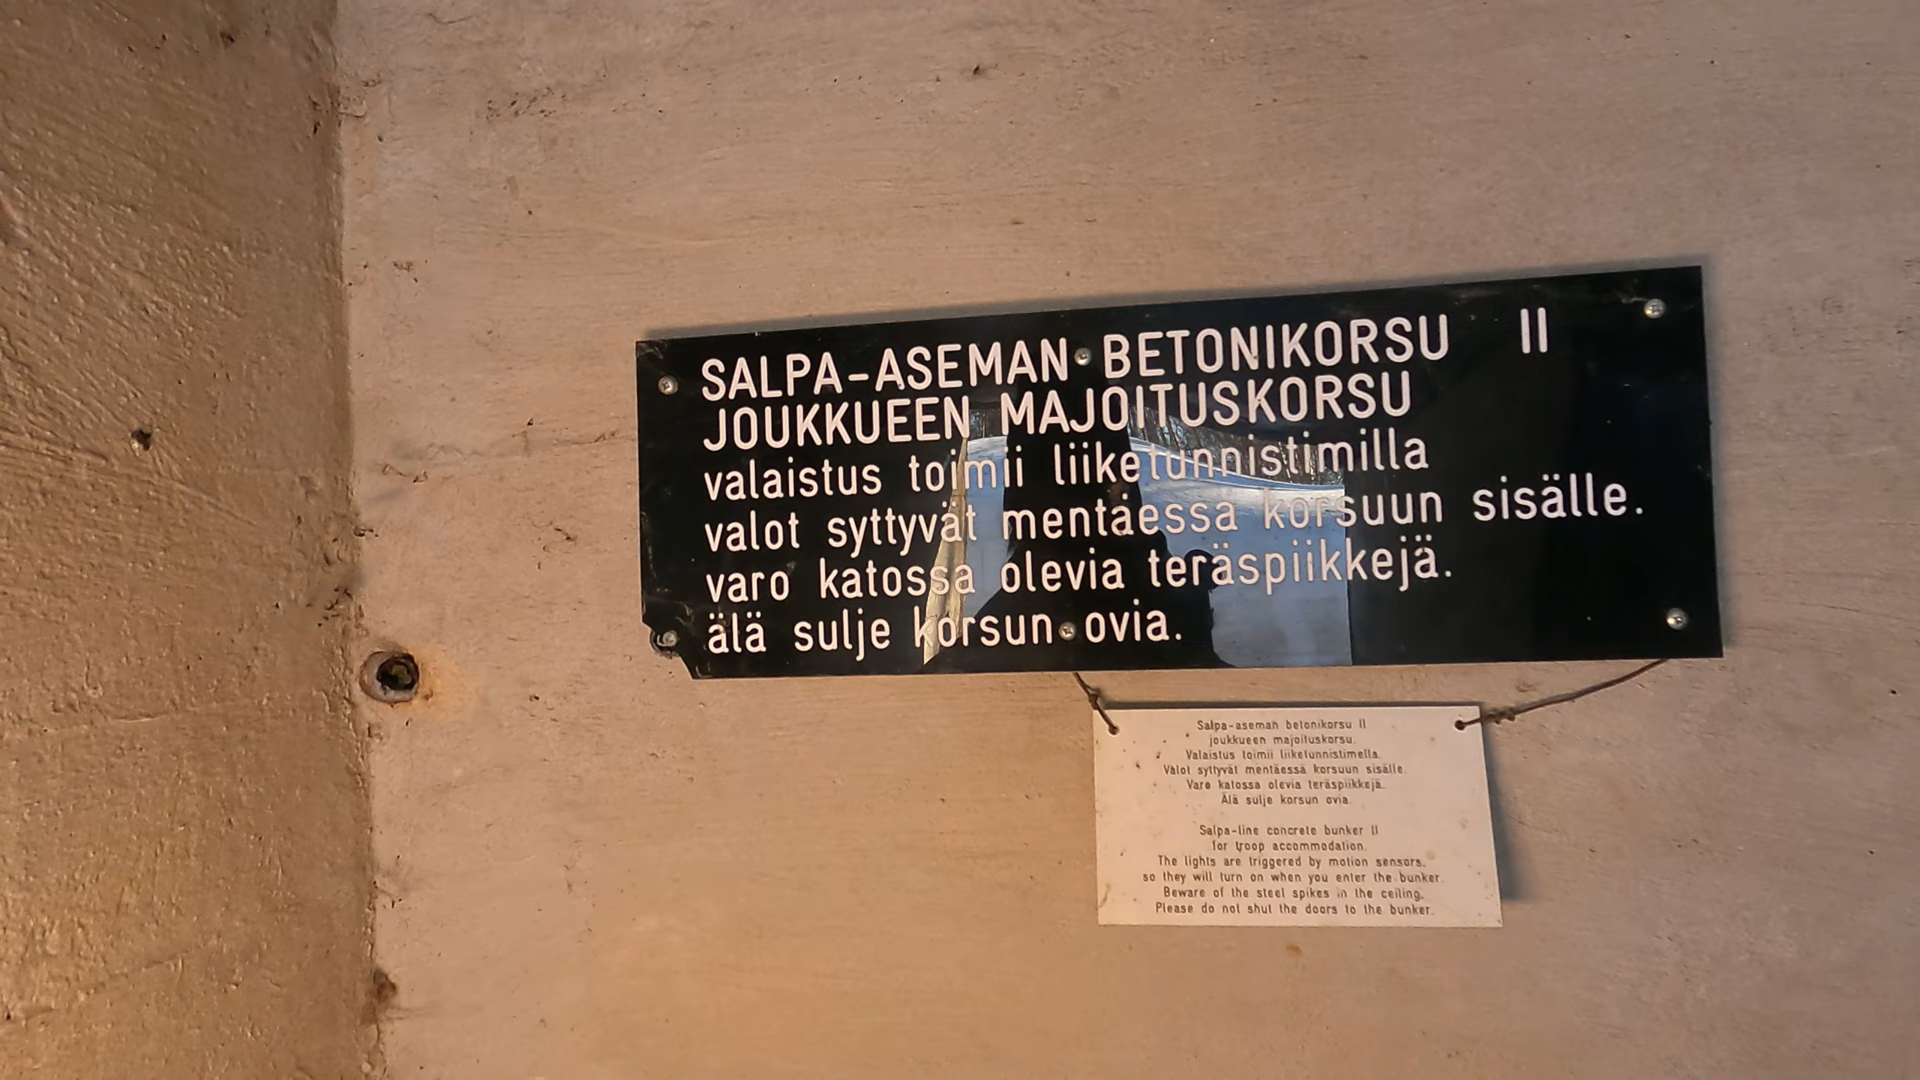 SALPA-ASEMAN BETONIKORSU II
JOUKKUEEN MAJOITUSKORSU
valaistus toimii liiketunnistimilla
valot syttyvät mentäessä korsuun sisälle.
varo katossa olevia teräspiikkejä.
älä sulje korsun ovia.
Salpa-aseman betonikorsu II
joukkueen majoituskorsu.
Valaistus toimii liiketunnistimella.
Valot syttyvät mentäessä korsuun sisälle.
Varo katossa olevia teräspiikkejä.
Älä sulje korsun ovia.
Salpa-line concrete bunker II
for troop accommodation.
The lights are triggered by motion sensors,
so they will turn on when you enter the bunker.
Beware of the steel spikes in the ceiling.
Please do not shut the doors to the bunker.